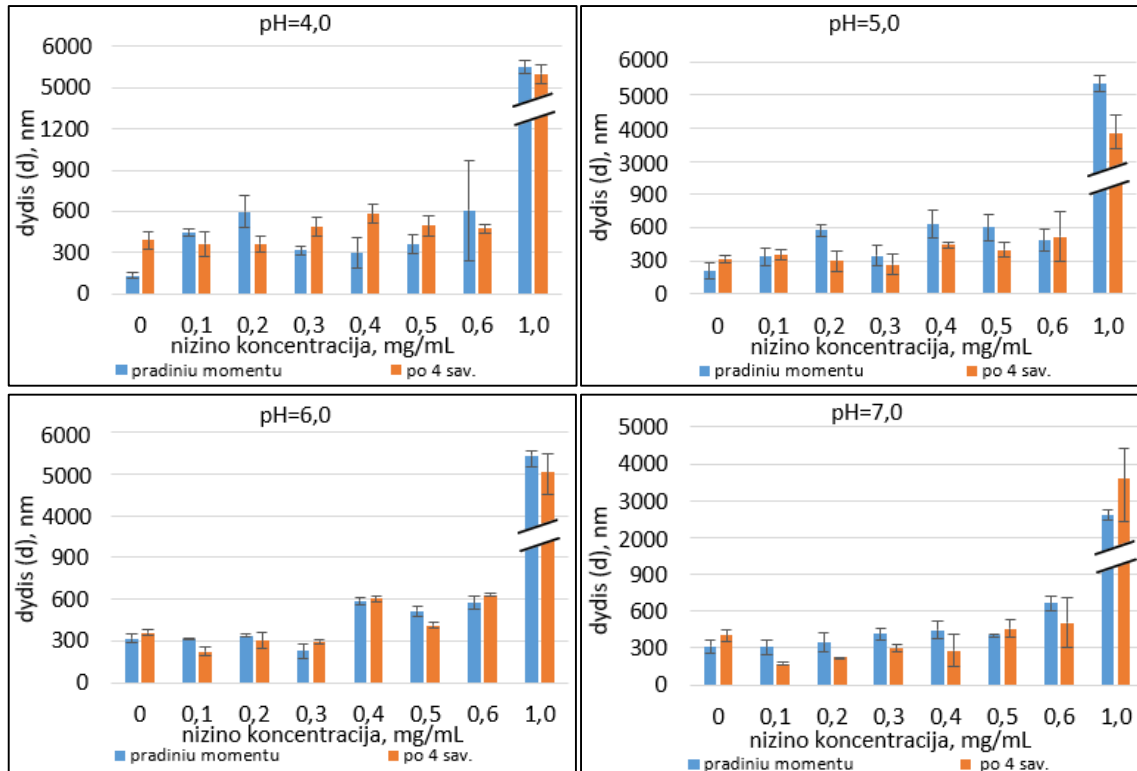 pH=4,0
6000
5000
1200
900
600
300
0
dydis (d), nm
0 0,1 0,2 0,3 0,4 0,5 0,6 1,0
nizino koncentracija, mg/mL
pradiniu momentu po 4 sav.
pH=5,0
6000
5000
4000
3000
900
600
300
0
dydis (d), nm
0 0,1 0,2 0,3 0,4 0,5 0,6 1,0
nizino koncentracija, mg/mL
pradiniu momentu po 4 sav.
pH=6,0
6000
5000
4000
900
600
300
0
dydis (d), nm
0 0,1 0,2 0,3 0,4 0,5 0,6 1,0
nizino koncentracija, mg/mL
pradiniu momentu po 4 sav.
pH=7,0
5000
4000
3000
2000
900
600
300
0
dydis (d), nm
0 0,1 0,2 0,3 0,4 0,5 0,6 1,0
nizino koncentracija, mg/mL
pradiniu momentu po 4 sav.